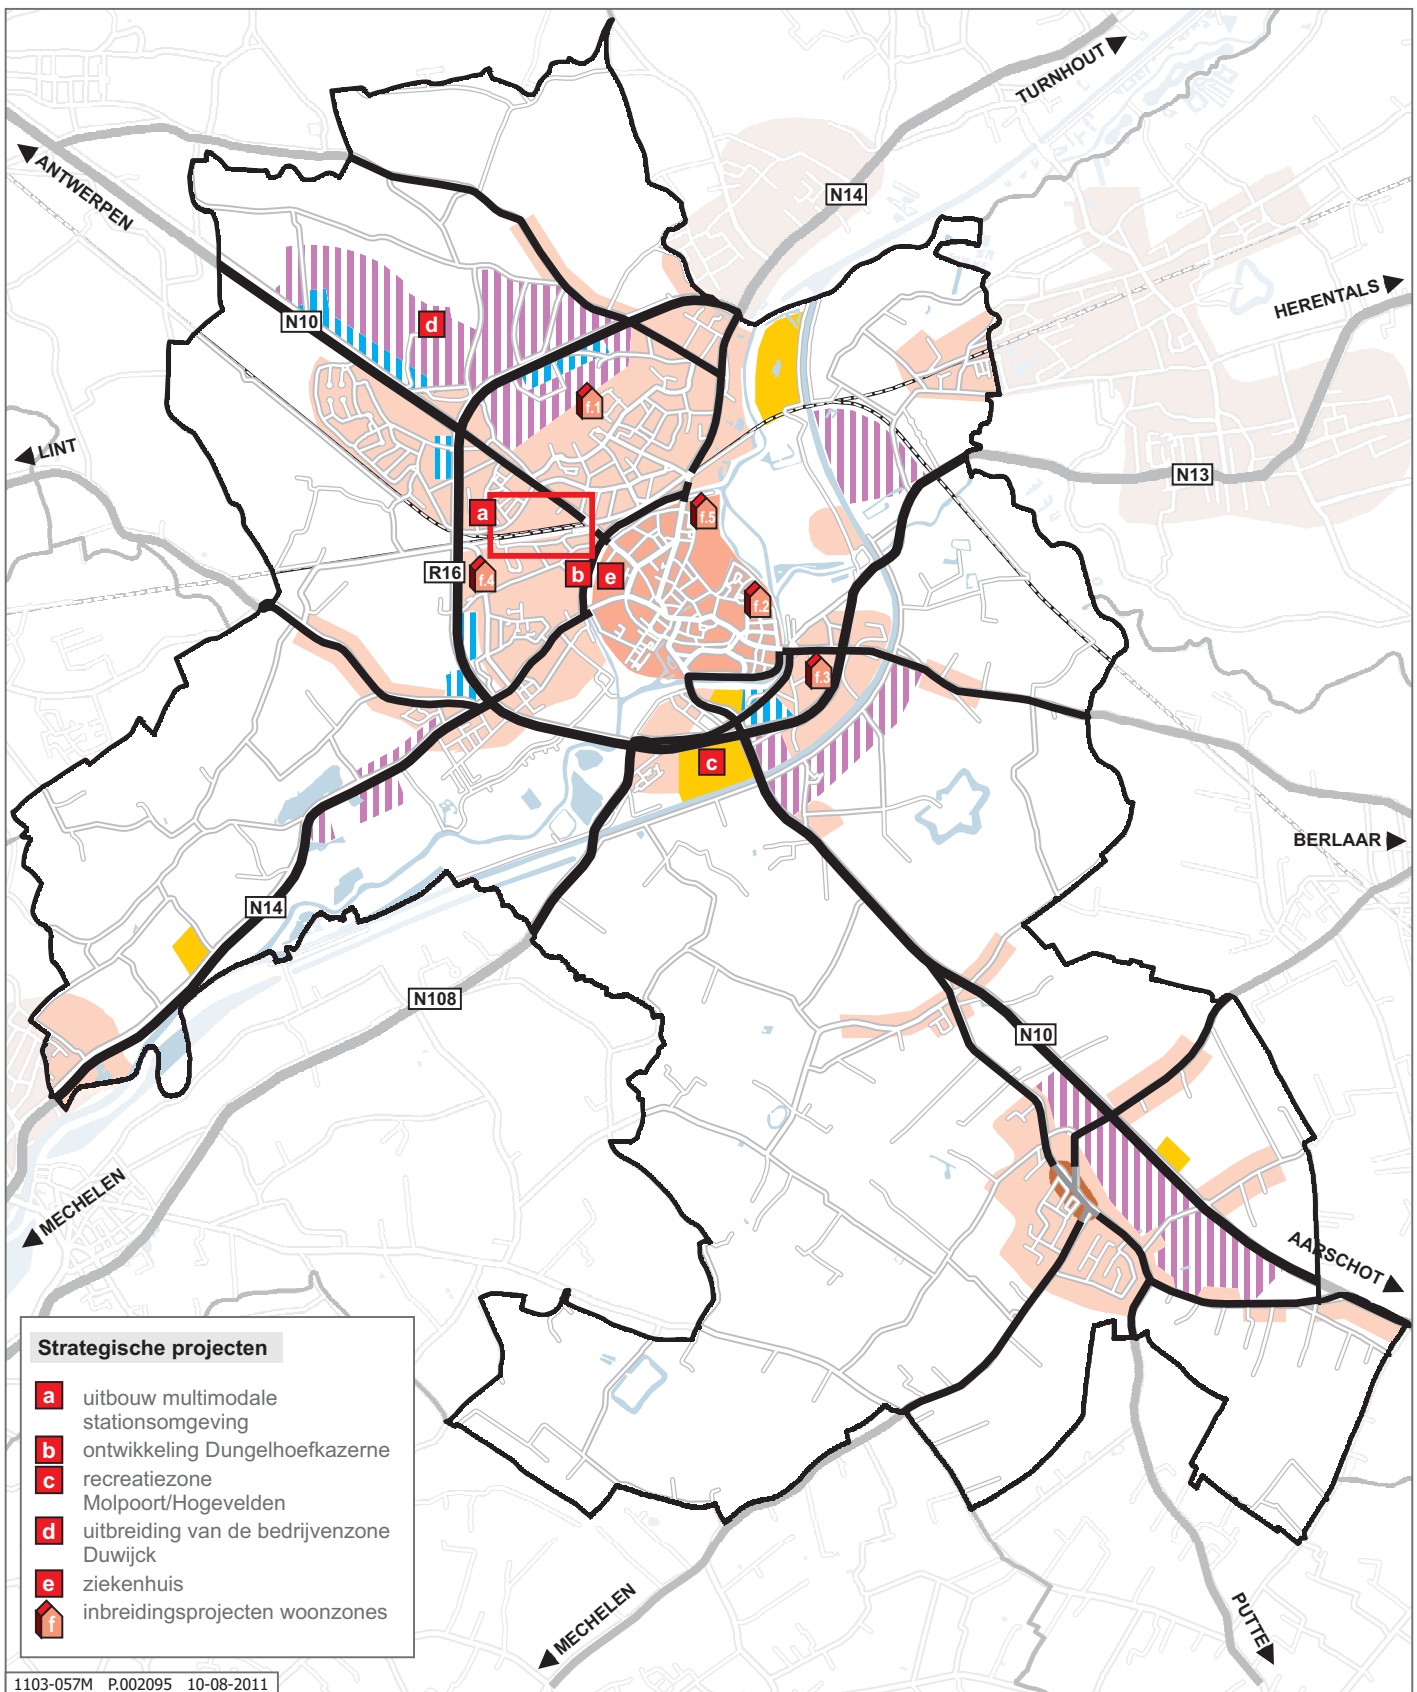 TURNHOUT
ANTWERPEN
N14
HERENTALS
N10
d
f.1
LINT
N13
a
f.5
R16
f.4
b
e
f.2
f.3
c
BERLAAR
N14
N108
N10
MECHELEN
AARSCHOT
Strategische projecten
a uitbouw multimodale
stationsomgeving
b ontwikkeling Dungelhoefkazerne
c recreatiezone
Molpoort/Hogevelden
d uitbreiding van de bedrijvenzone
Duwijck
e ziekenhuis
f inbreidingsprojecten woonzones
MECHELEN
PUTTE
1103-057M P.002095 10-08-2011